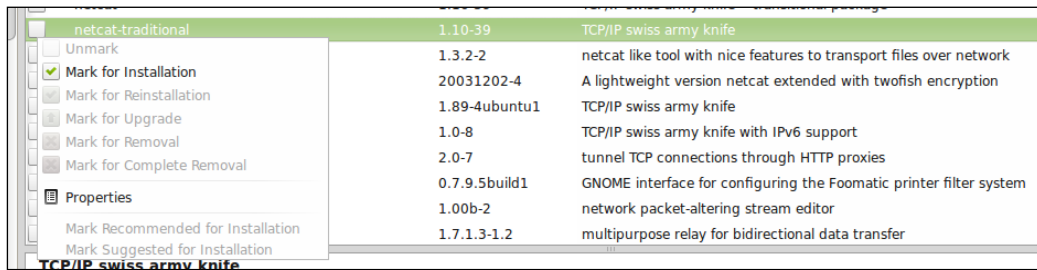 netcat-traditional 1.10-39 TCP/IP swiss army knife
Unmark
1.3.2-2 netcat like tool with nice features to transport files over network
Mark for Installation
20031202-4 A lightweight version netcat extended with twofish encryption
Mark for Reinstallation
1.89-4ubuntu1 TCP/IP swiss army knife
Mark for Upgrade
1.0-8 TCP/IP swiss army knife with IPv6 support
Mark for Removal
2.0-7 tunnel TCP connections through HTTP proxies
Mark for Complete Removal
0.7.9.5build1 GNOME interface for configuring the Foomatic printer filter system
Properties
1.00b-2 network packet-altering stream editor
Mark Recommended for Installation
1.7.1.3-1.2 multipurpose relay for bidirectional data transfer
Mark Suggested for Installation
TCP/IP swiss army knife